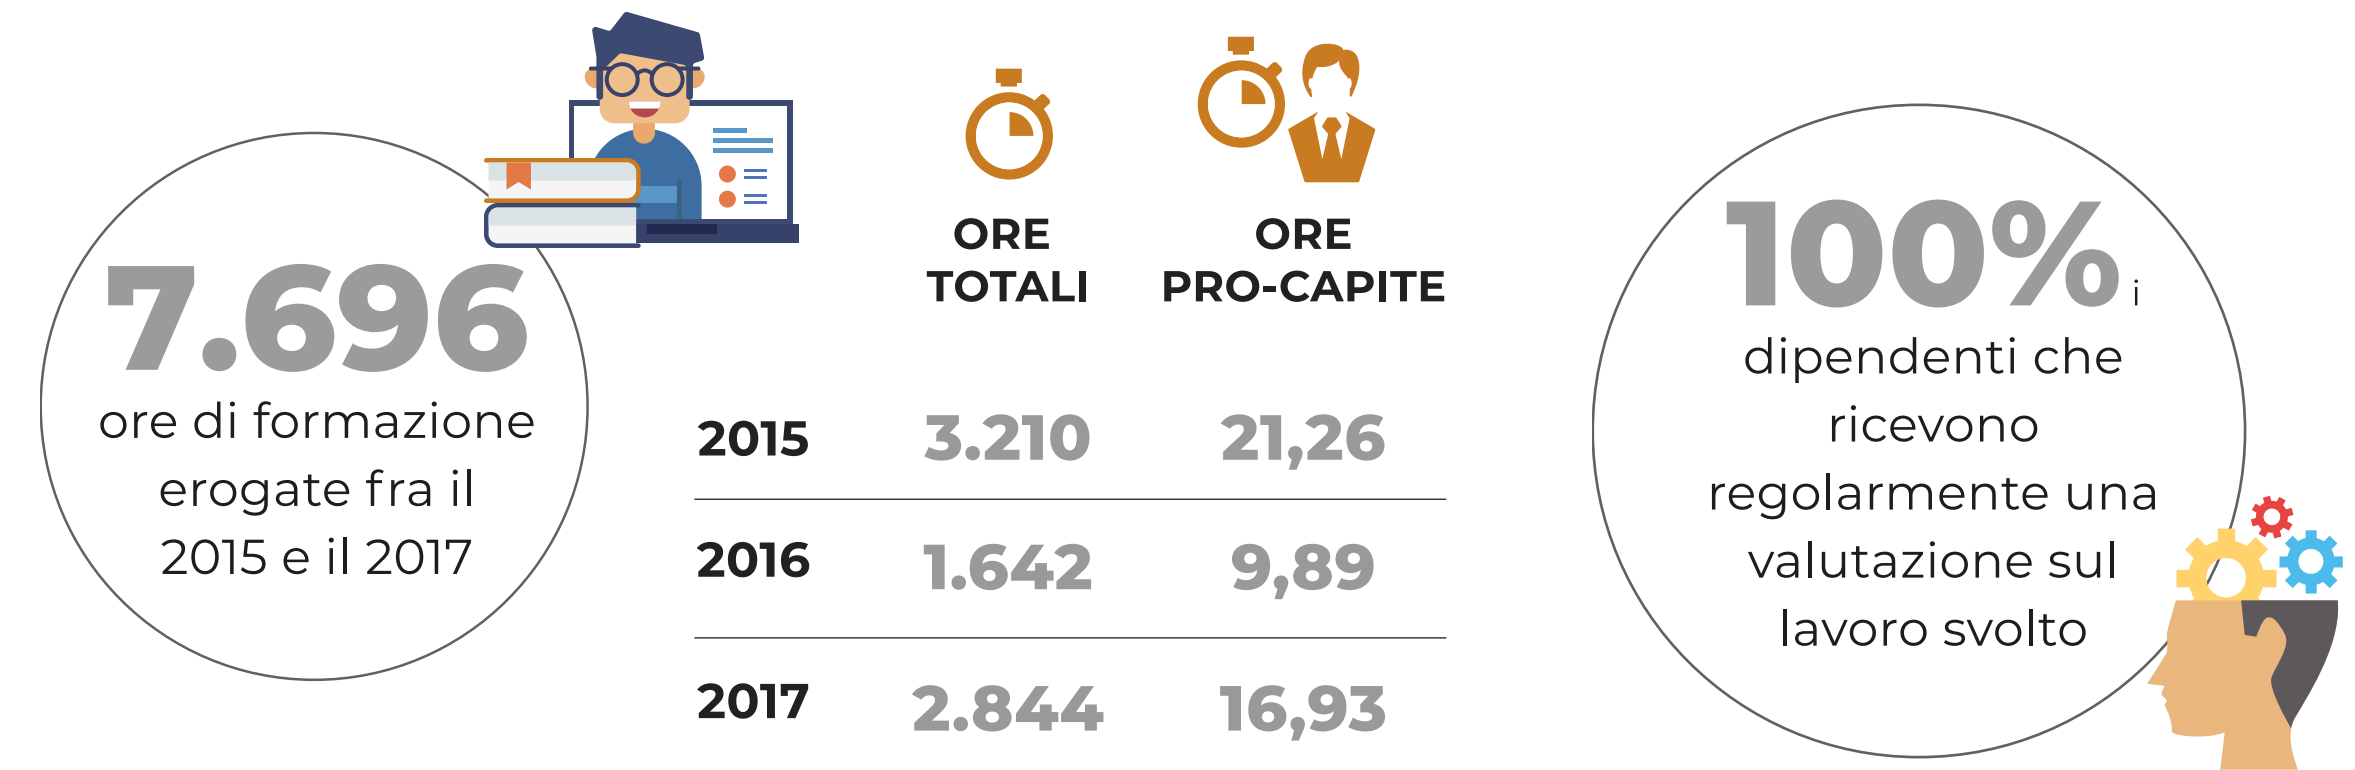 7.696
ore di formazione
erogate fra il
2015 e il 2017
ORE
TOTALI
ORE
PRO-CAPITE
2015 3.210 21,26
2016 1.642 9,89
2017 2.844 16,93
100% i
dipendenti che
ricevono
regolarmente una
valutazione sul
lavoro svolto